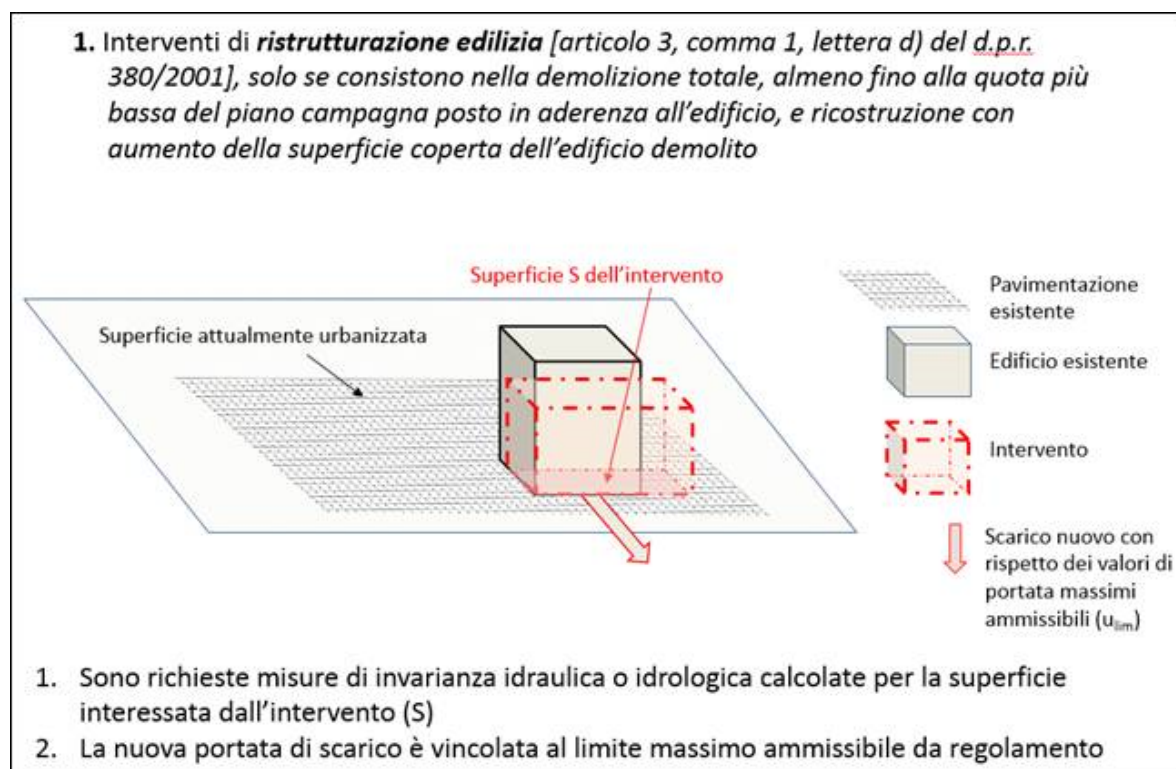 1. Interventi di ristrutturazione edilizia [articolo 3, comma 1, lettera d) del d.p.r.
380/2001], solo se consistono nella demolizione totale, almeno fino alla quota più
bassa del piano campagna posto in aderenza all'edificio, e ricostruzione con
aumento della superficie coperta dell'edificio demolito
Superficie S dell'intervento
Superficie attualmente urbanizzata
Pavimentazione
esistente
Edificio esistente
Intervento
Scarico nuovo con
rispetto dei valori di
portata massimi
ammissibili (ulim)
1. Sono richieste misure di invarianza idraulica o idrologica calcolate per la superficie
interessata dall'intervento (S)
2. La nuova portata di scarico è vincolata al limite massimo ammissibile da regolamento